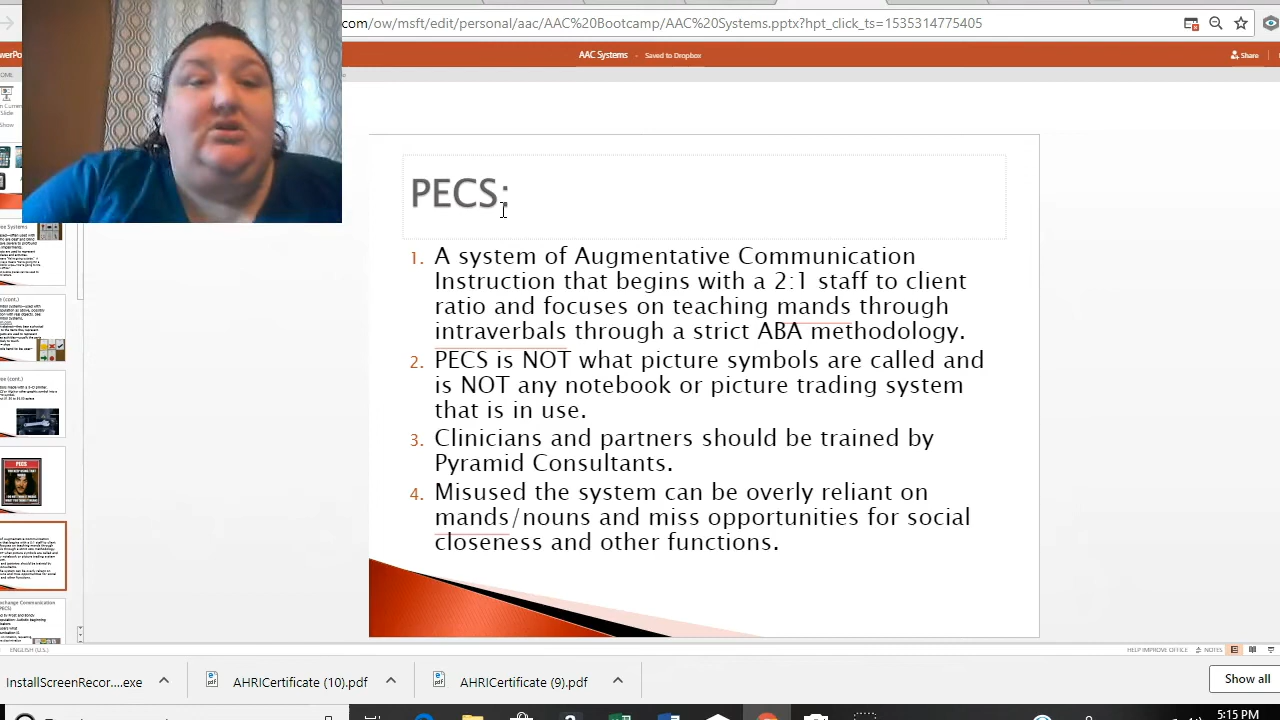 com/ow/msft/edit/personal/aac/AAC%20Bootcamp/AAC%20Systems.pptx?hpt_click_ts=1535314775405
AAC Systems - Saved to Dropbox
Share
PECS:
1. A system of Augmentative Communication
Instruction that begins with a 2:1 staff to client
ratio and focuses on teaching mands through
intraverbals through a strict ABA methodology.
2. PECS is NOT what picture symbols are called and
is NOT any notebook or picture trading system
that is in use.
3. Clinicians and partners should be trained by
Pyramid Consultants.
4. Misused the system can be overly reliant on
mands/nouns and miss opportunities for social
closeness and other functions.
ENGLISH (U.S.)
HELP IMPROVE OFFICE
NOTES
InstallScreenRecor....exe
AHRICertificate (10).pdf
AHRICertificate (9).pdf
Show all
5:15 PM